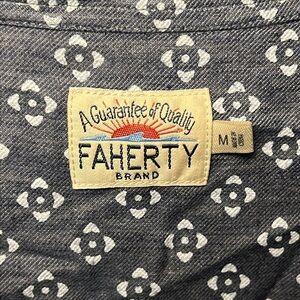 A Guarantee of Quality
FAHERTY
BRAND
M